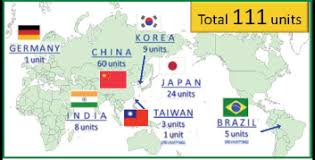 Total 111 units
KOREA
9 units
GERMANY
1 unit
CHINA
60 units
JAPAN
24 units
INDIA
8 units
TAIWAN
3 units
1 unit
BRAZIL
5 units